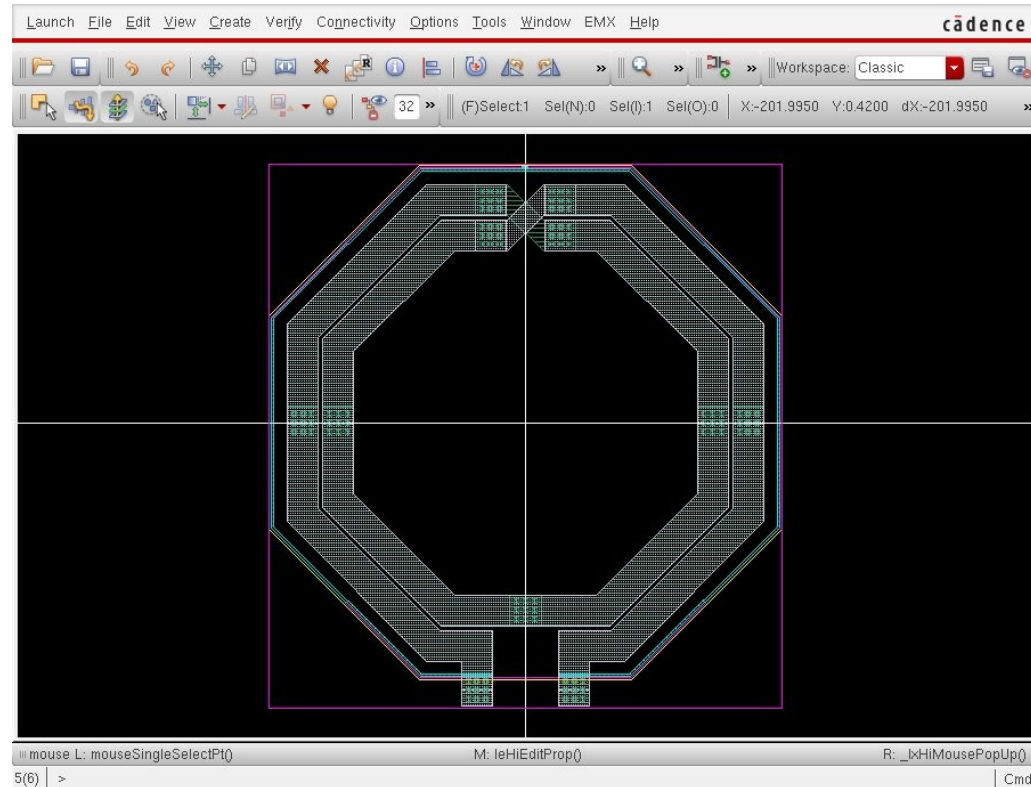 Launch File Edit View Create Verify Connectivity Options Tools Window EMX Help cādence
R » » » Workspace: Classic
32 » (F)Select:1 Sel(N):0 Sel(I):1 Sel(O):0 X:-201.9950 Y:0.4200 dX:-201.9950 »
mouse L: mouseSingleSelectPt() M: leHiEditProp() R: _lxHiMousePopUp()
5(6) > Cmd